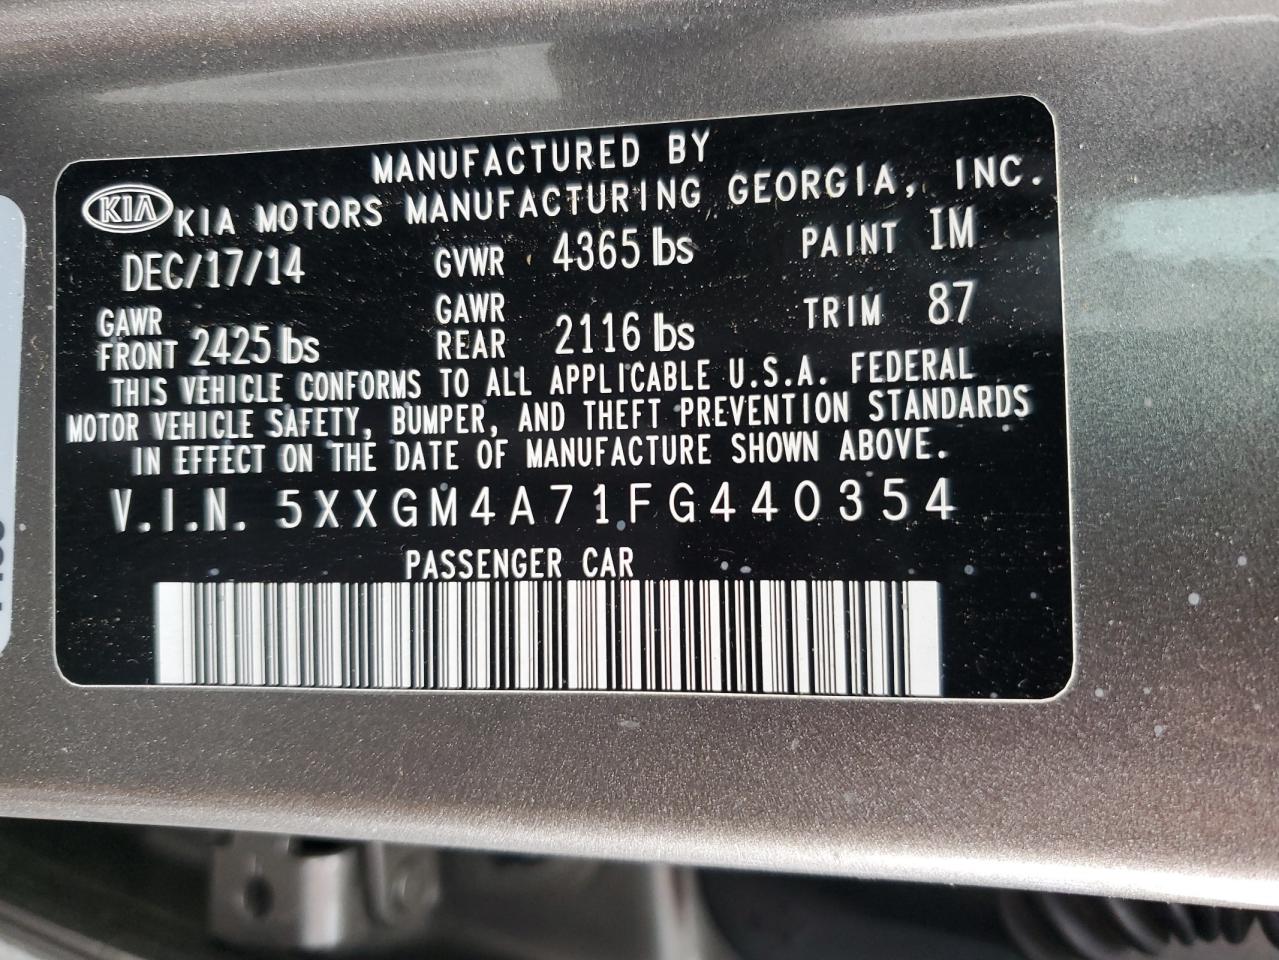 MANUFACTURED BY
KIA KIA MOTORS MANUFACTURING GEORGIA, INC.
DEC/17/14 GVWR 4365 lbs PAINT IM
GAWR FRONT 2425 lbs GAWR REAR 2116 lbs TRIM 87
THIS VEHICLE CONFORMS TO ALL APPLICABLE U.S.A. FEDERAL
MOTOR VEHICLE SAFETY, BUMPER, AND THEFT PREVENTION STANDARDS
IN EFFECT ON THE DATE OF MANUFACTURE SHOWN ABOVE.
V.I.N. 5XXGM4A71FG440354
PASSENGER CAR